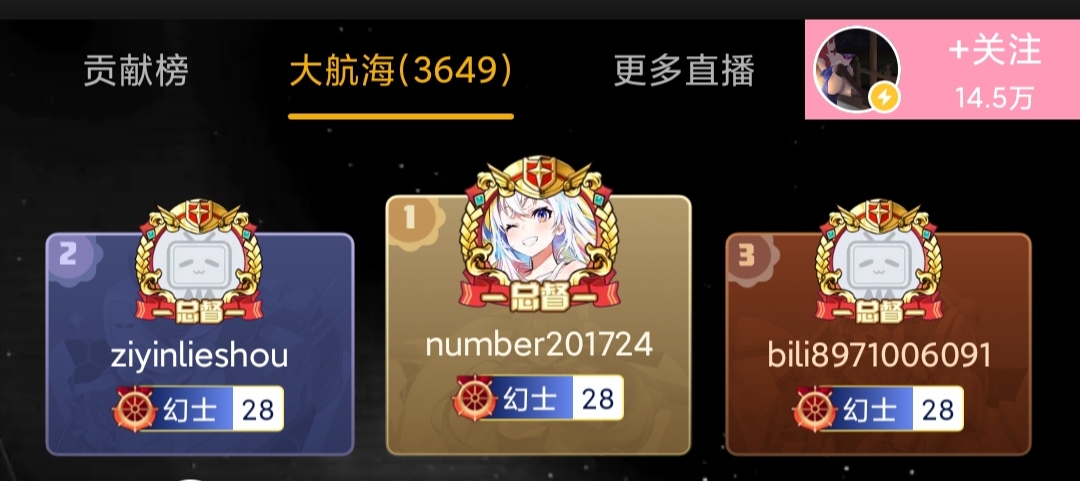 贡献榜
大航海(3649)
更多直播
+关注
14.5万
2
总督
ziyinlieshou
幻士 28
1
总督
number201724
幻士 28
3
总督
bili8971006091
幻士 28